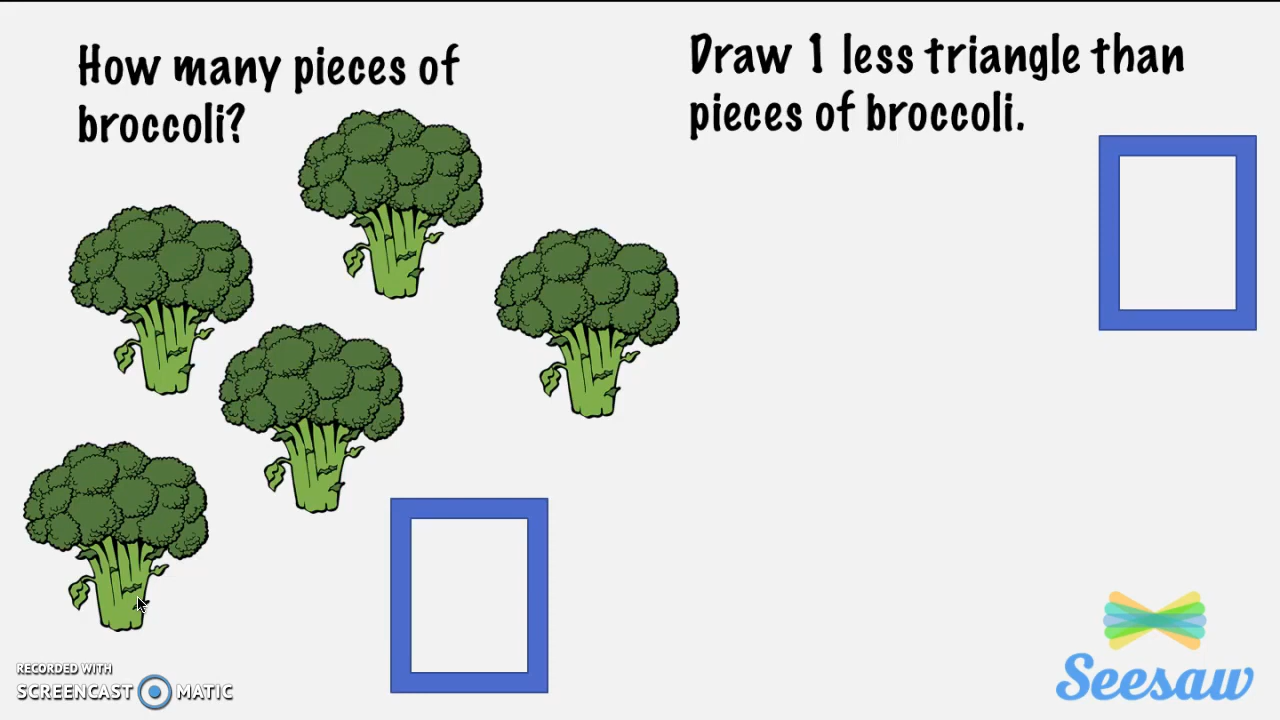 How many pieces of
broccoli?
Draw 1 less triangle than
pieces of broccoli.
RECORDED WITH
SCREENCAST MATIC
Seesaw